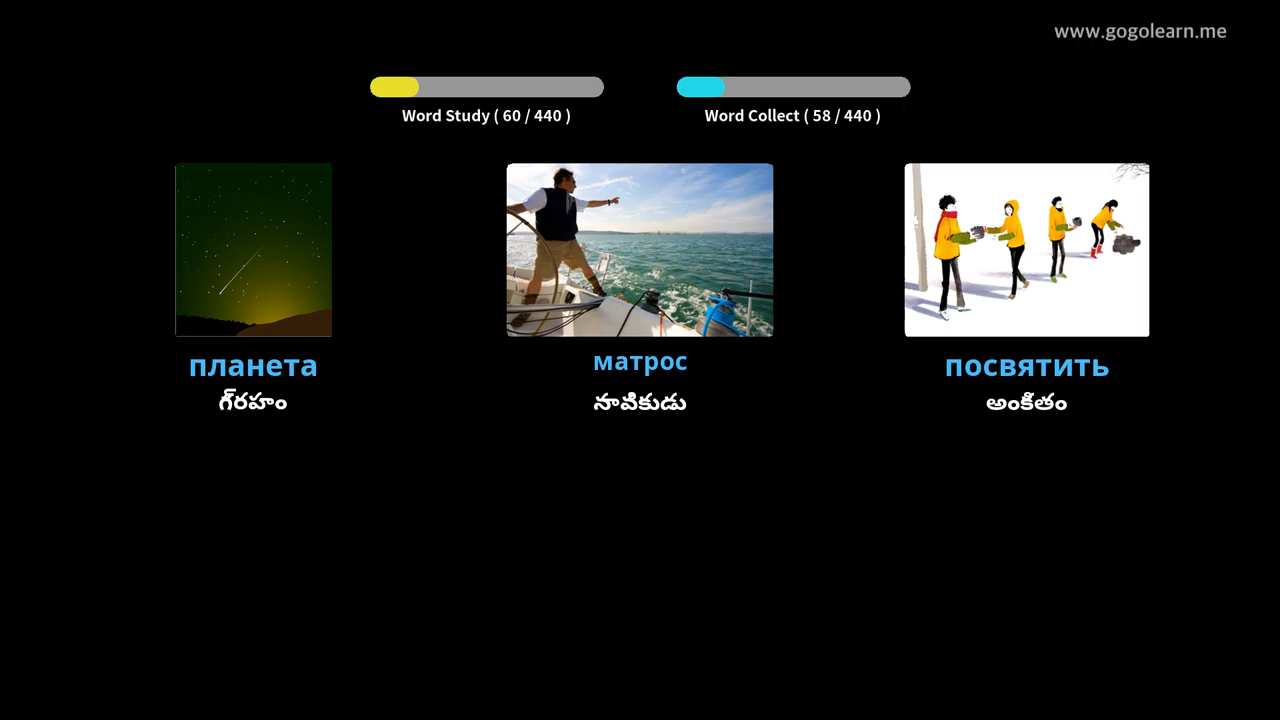 www.gogolearn.me
Word Study ( 60 / 440 )
Word Collect ( 58 / 440 )
планета
матрос
посвятить
గ్రహం
నావికుడు
అంకితం